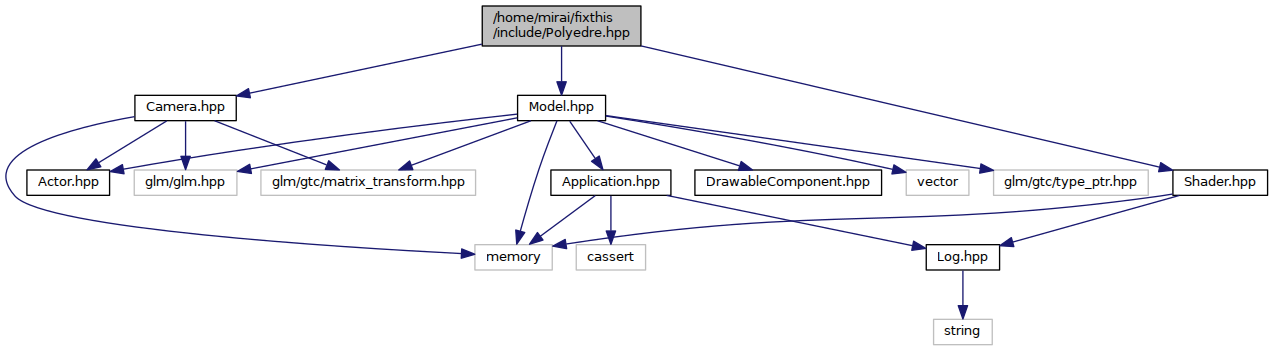 /home/mirai/fixthis
/include/Polyedre.hpp
Camera.hpp
Model.hpp
Actor.hpp
glm/glm.hpp
glm/gtc/matrix_transform.hpp
Application.hpp
DrawableComponent.hpp
vector
glm/gtc/type_ptr.hpp
Shader.hpp
memory
cassert
Log.hpp
string